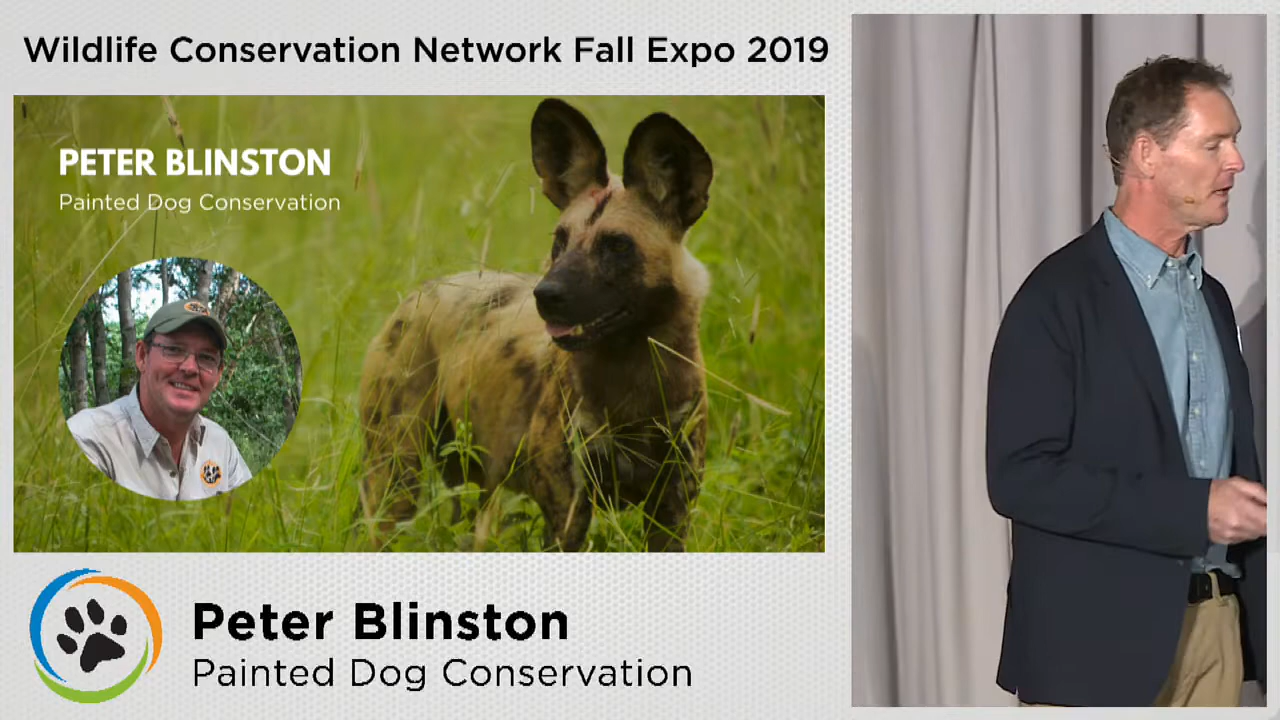 Wildlife Conservation Network Fall Expo 2019
PETER BLINSTON
Painted Dog Conservation
Peter Blinston
Painted Dog Conservation